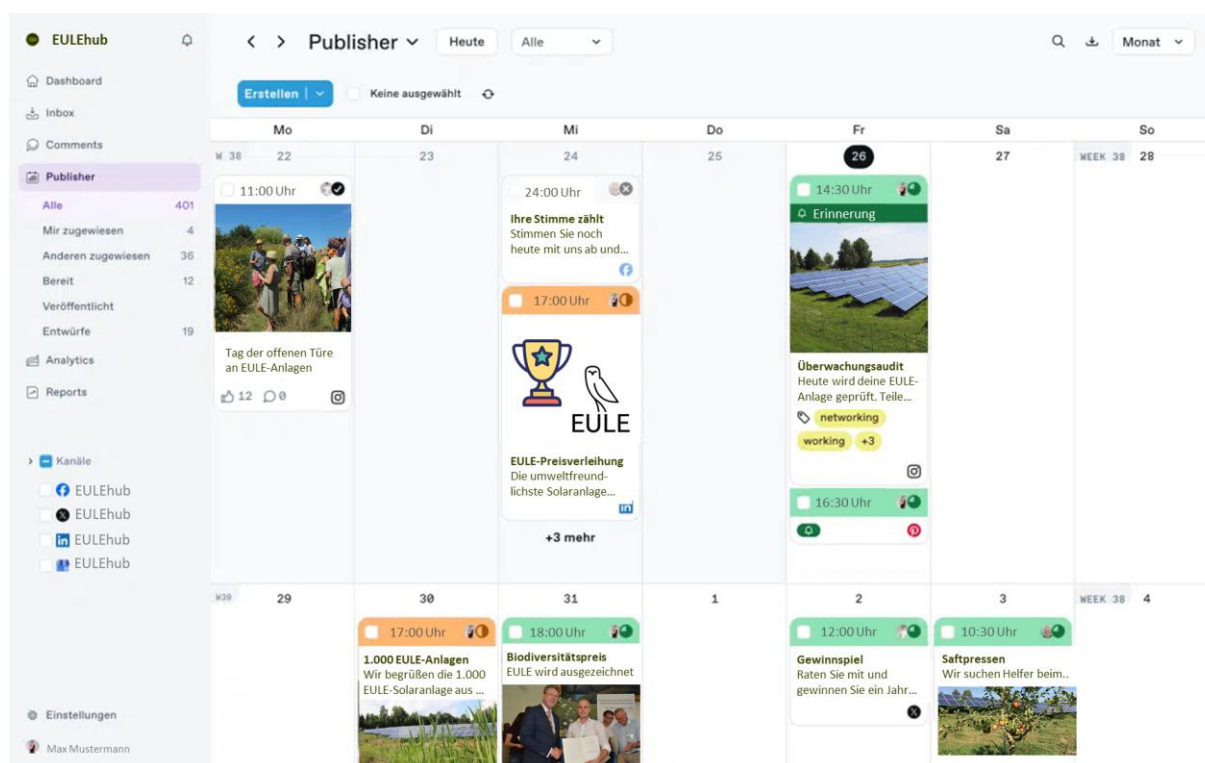 EULEhub
Dashboard
Inbox
Comments
Publisher
Alle 401
Mir zugewiesen 4
Anderen zugewiesen 36
Bereit 12
Veröffentlicht
Entwürfe 19
Analytics
Reports
Kanäle
EULEhub
EULEhub
EULEhub
EULEhub
Einstellungen
Max Mustermann
Publisher
Heute
Alle
Monat
Erstellen
Keine ausgewählt
Mo Di Mi Do Fr Sa So
W 38 22 23 24 25 26 27 WEEK 38 28
11:00 Uhr
Tag der offenen Türe
an EULE-Anlagen
12 0
24:00 Uhr
Ihre Stimme zählt
Stimmen Sie noch
heute mit uns ab und...
17:00 Uhr
EULE
EULE-Preisverleihung
Die umweltfreund-
lichste Solaranlage...
+3 mehr
14:30 Uhr
Erinnerung
Überwachungsaudit
Heute wird deine EULE-
Anlage geprüft. Teile...
networking
working +3
16:30 Uhr
W39 29 30 31 1 2 3 WEEK 38 4
17:00 Uhr
1.000 EULE-Anlagen
Wir begrüßen die 1.000
EULE-Solaranlage aus ...
18:00 Uhr
Biodiversitätspreis
EULE wird ausgezeichnet
12:00 Uhr
Gewinnspiel
Raten Sie mit und
gewinnen Sie ein Jahr...
10:30 Uhr
Saftpressen
Wir suchen Helfer beim..